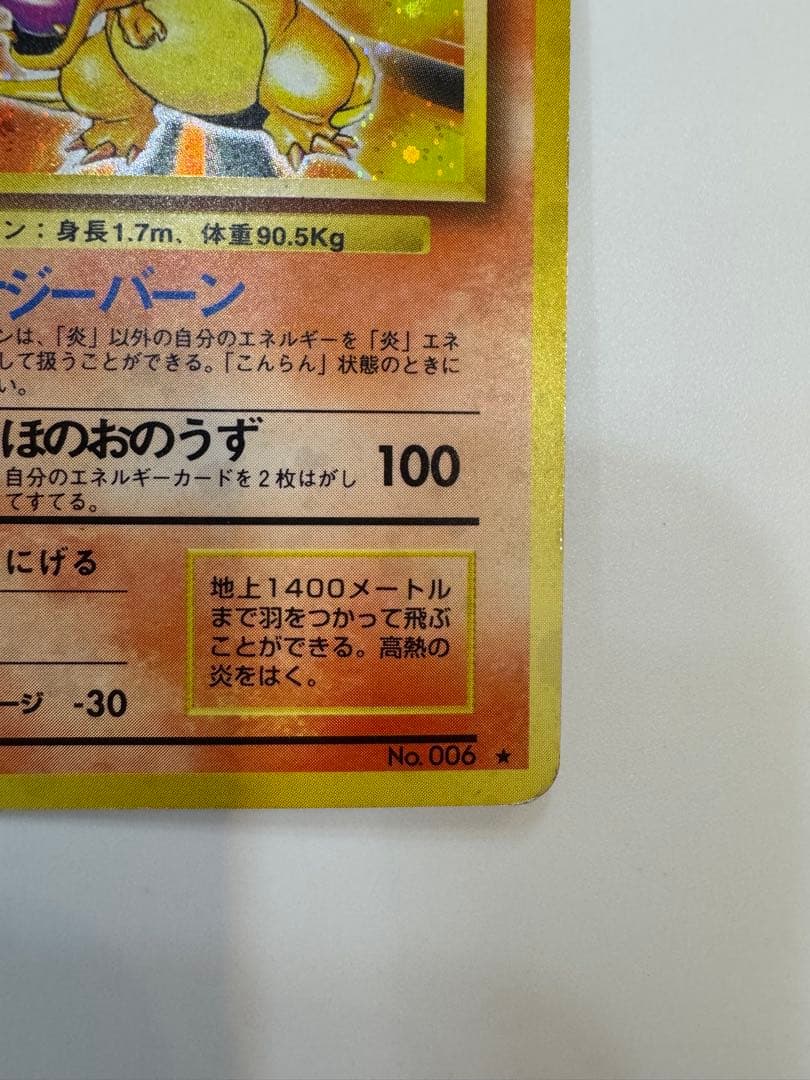 ン：身長1.7m、体重90.5Kg
ジーバーン
ンは、「炎」以外の自分のエネルギーを「炎」エネ
して扱うことができる。「こんらん」状態のときに
い。
ほのおのうず 100
自分のエネルギーカードを２枚はがし
てすてる。
にげる
地上1400メートル
まで羽をつかって飛ぶ
ことができる。高熱の
炎をはく。
ージ -30
No. 006 ★